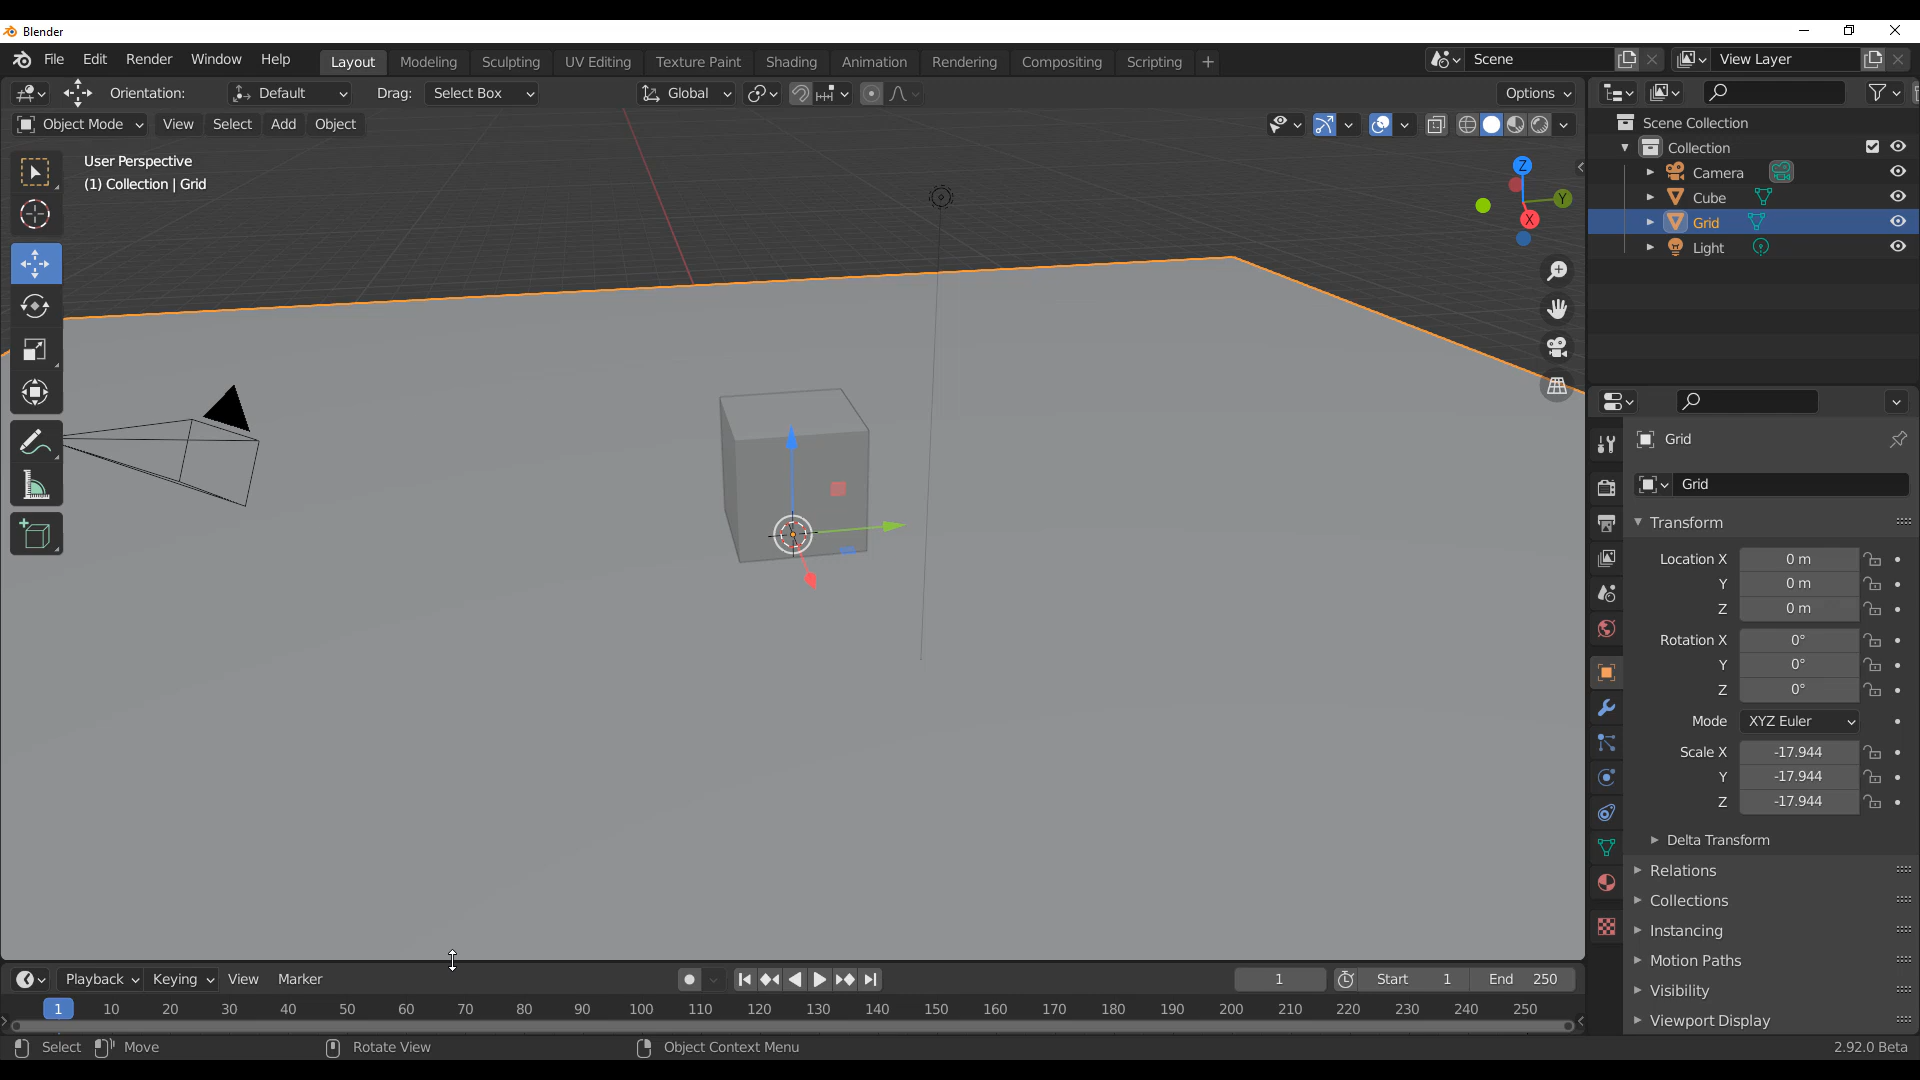 Blender
File Edit Render Window Help Layout Modeling Sculpting UV Editing Texture Paint Shading Animation Rendering Compositing Scripting + Scene View Layer
Orientation: Default Drag: Select Box Global Options
Object Mode View Select Add Object
User Perspective
(1) Collection | Grid
Z
Y
X
Scene Collection
Collection
Camera
Cube
Grid
Light
Grid
Grid
Transform
Location X 0 m
Y 0 m
Z 0 m
Rotation X 0°
Y 0°
Z 0°
Mode XYZ Euler
Scale X -17.944
Y -17.944
Z -17.944
Delta Transform
Relations
Collections
Instancing
Motion Paths
Visibility
Viewport Display
Playback Keying View Marker 1 Start 1 End 250
1 10 20 30 40 50 60 70 80 90 100 110 120 130 140 150 160 170 180 190 200 210 220 230 240 250
Select Move Rotate View Object Context Menu 2.92.0 Beta